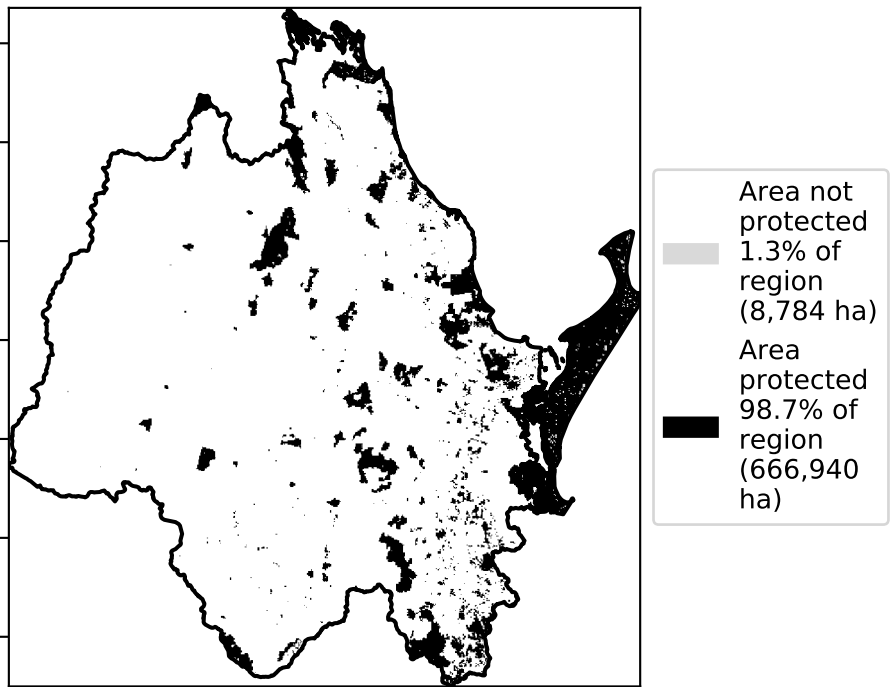 Area not
protected
1.3% of
region
(8,784 ha)
Area
protected
98.7% of
region
(666,940
ha)